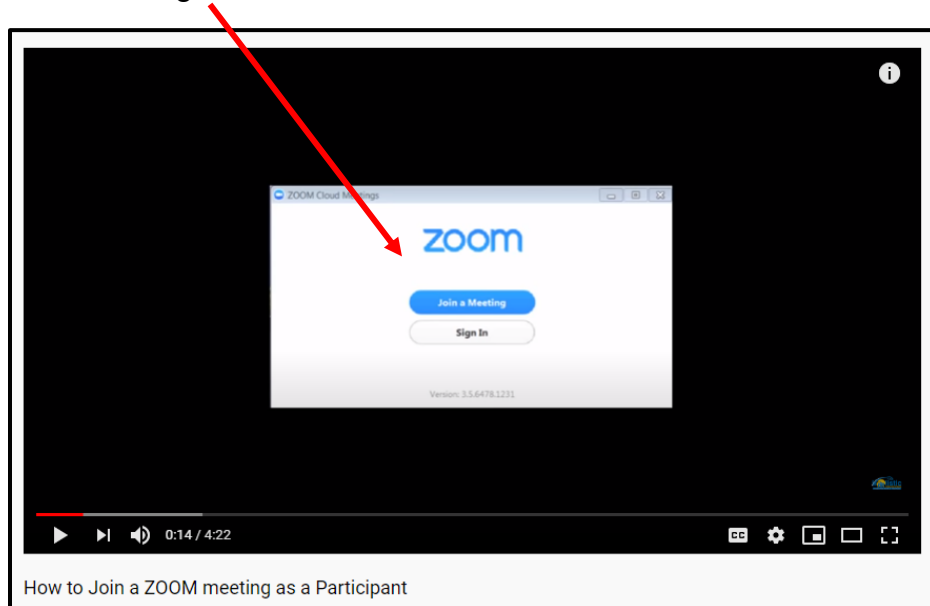 ZOOM Cloud M
zoom
Join a Meeting
Sign In
Version: 3.5.6478.1231
0:14 / 4:22
CC
How to Join a ZOOM meeting as a Participant